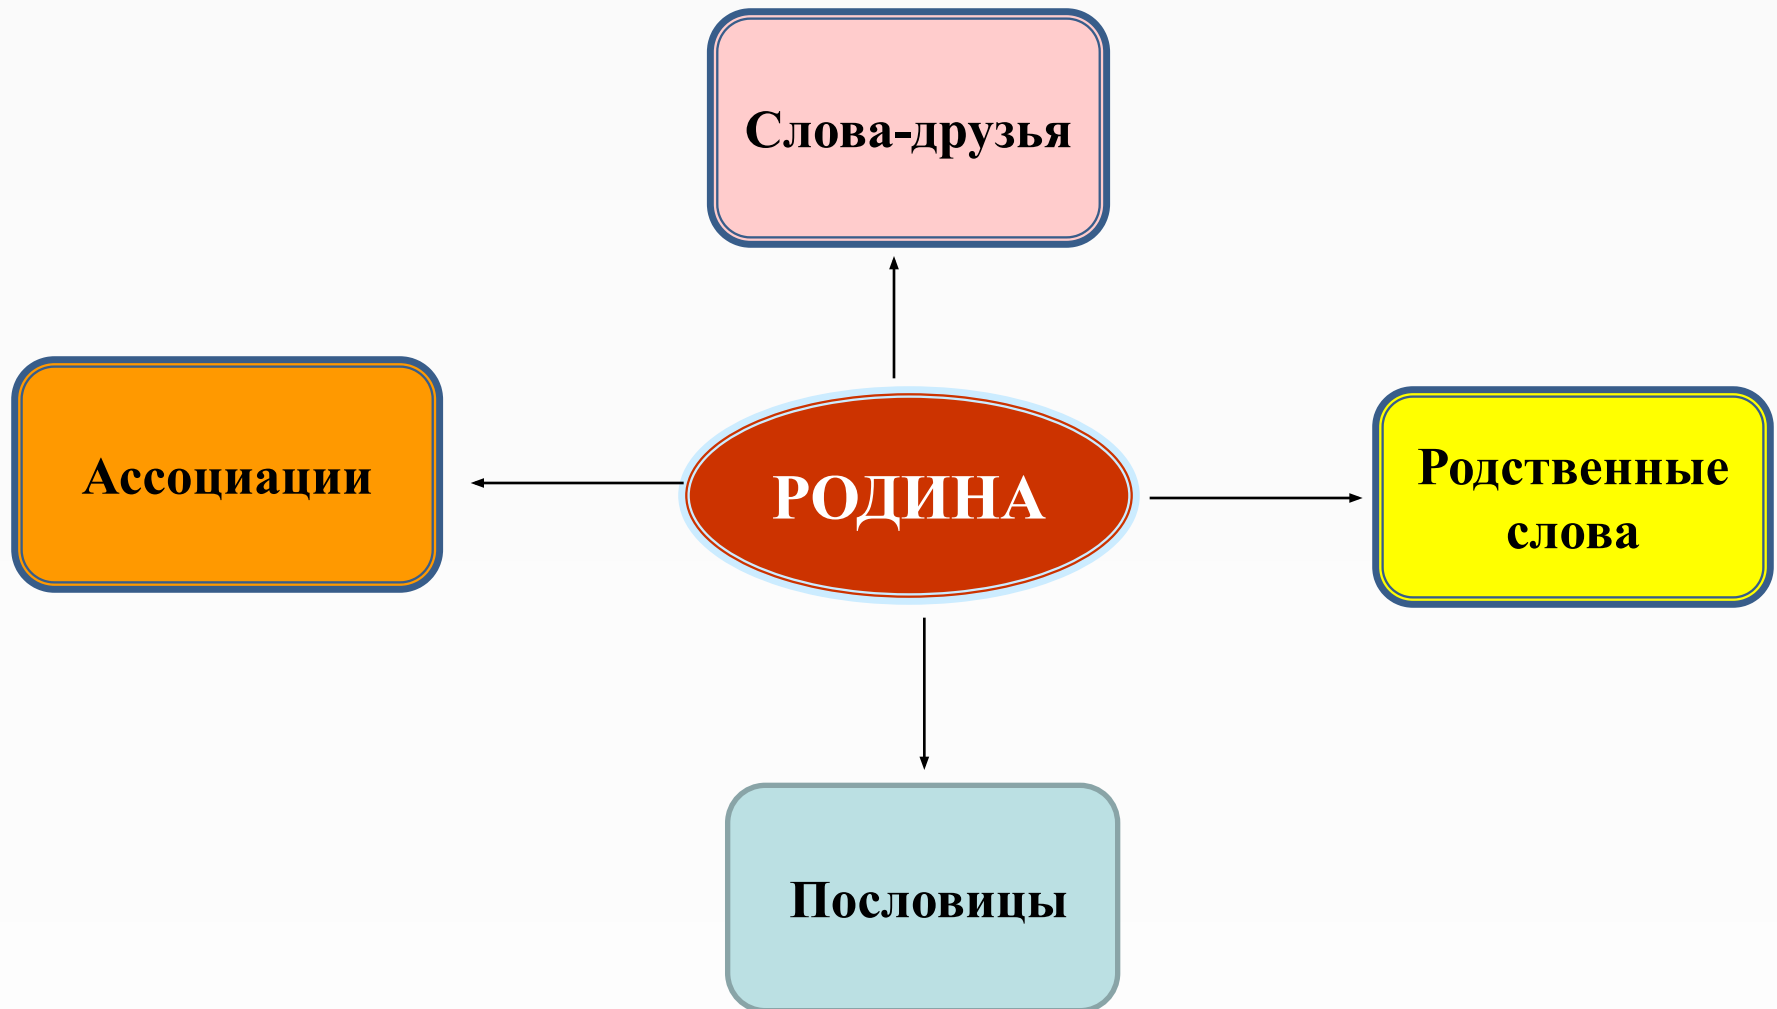 Слова-друзья
Ассоциации
РОДИНА
Родственные
слова
Пословицы